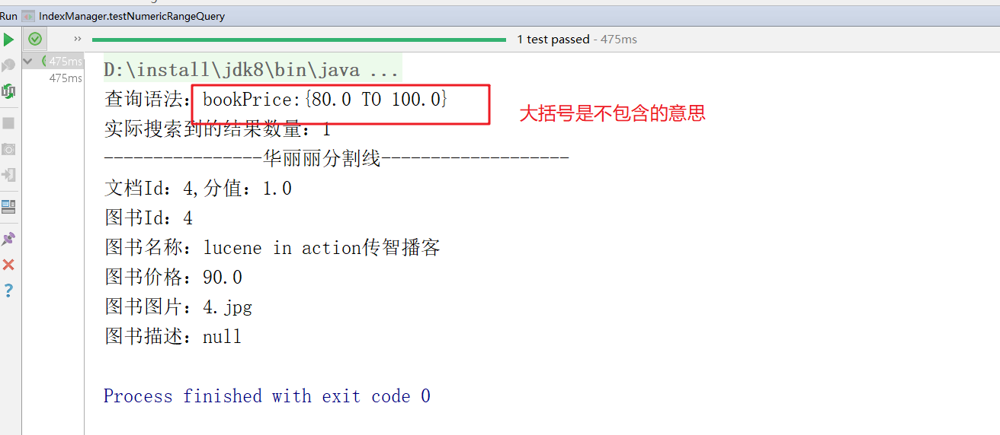 Run IndexManager.testNumericRangeQuery
1 test passed - 475ms
475ms
475ms
D:\install\jdk8\bin\java ...
查询语法：bookPrice:{80.0 TO 100.0}
大括号是不包含的意思
实际搜索到的结果数量：1
----------------华丽丽分割线-------------------
文档Id：4,分值：1.0
图书Id：4
图书名称：lucene in action传智播客
图书价格：90.0
图书图片：4.jpg
图书描述：null
Process finished with exit code 0